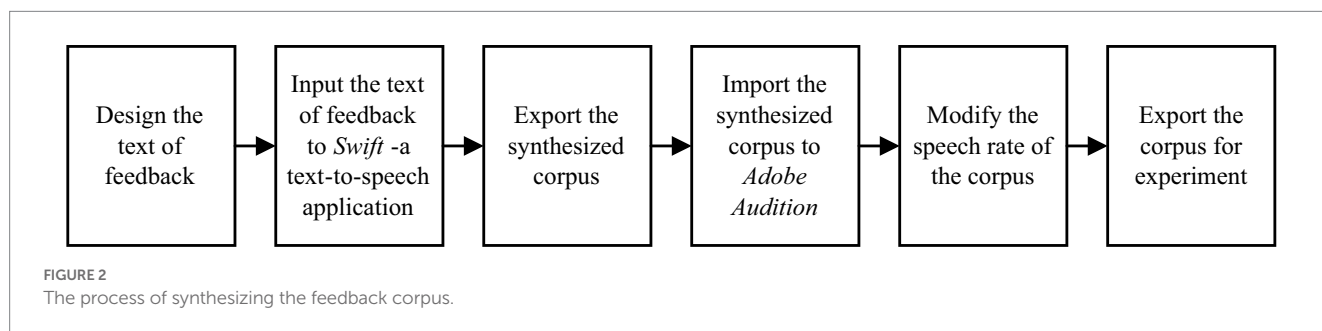 Design the
text of
feedback
Input the text
of feedback
to Swift -a
text-to-speech
application
Export the
synthesized
corpus
Import the
synthesized
corpus to
Adobe
Audition
Modify the
speech rate of
the corpus
Export the
corpus for
experiment
FIGURE 2
The process of synthesizing the feedback corpus.